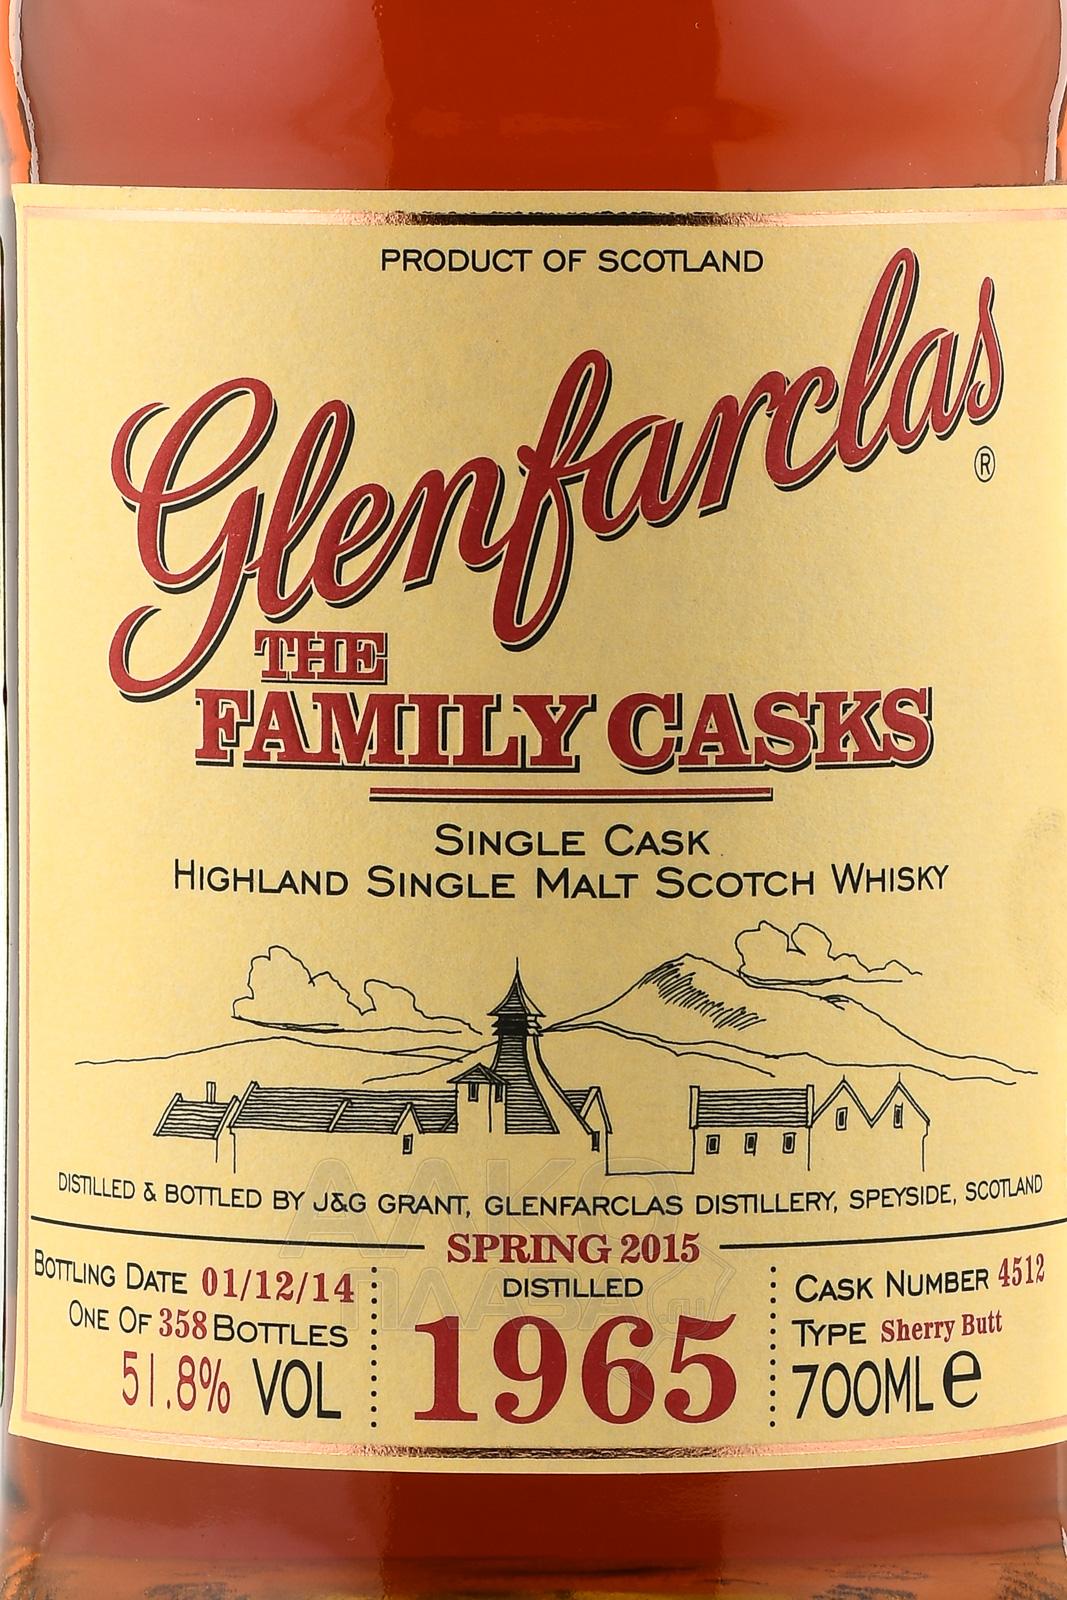 PRODUCT OF SCOTLAND
Glenfarclas
®
THE
FAMILY CASKS
SINGLE CASK
HIGHLAND SINGLE MALT SCOTCH WHISKY
DISTILLED & BOTTLED BY J&G GRANT, GLENFARCLAS DISTILLERY, SPEYSIDE, SCOTLAND
SPRING 2015
BOTTLING DATE 01/12/14
ONE OF 358 BOTTLES
51.8% VOL
DISTILLED
1965
CASK NUMBER 4512
TYPE Sherry Butt
700ML e